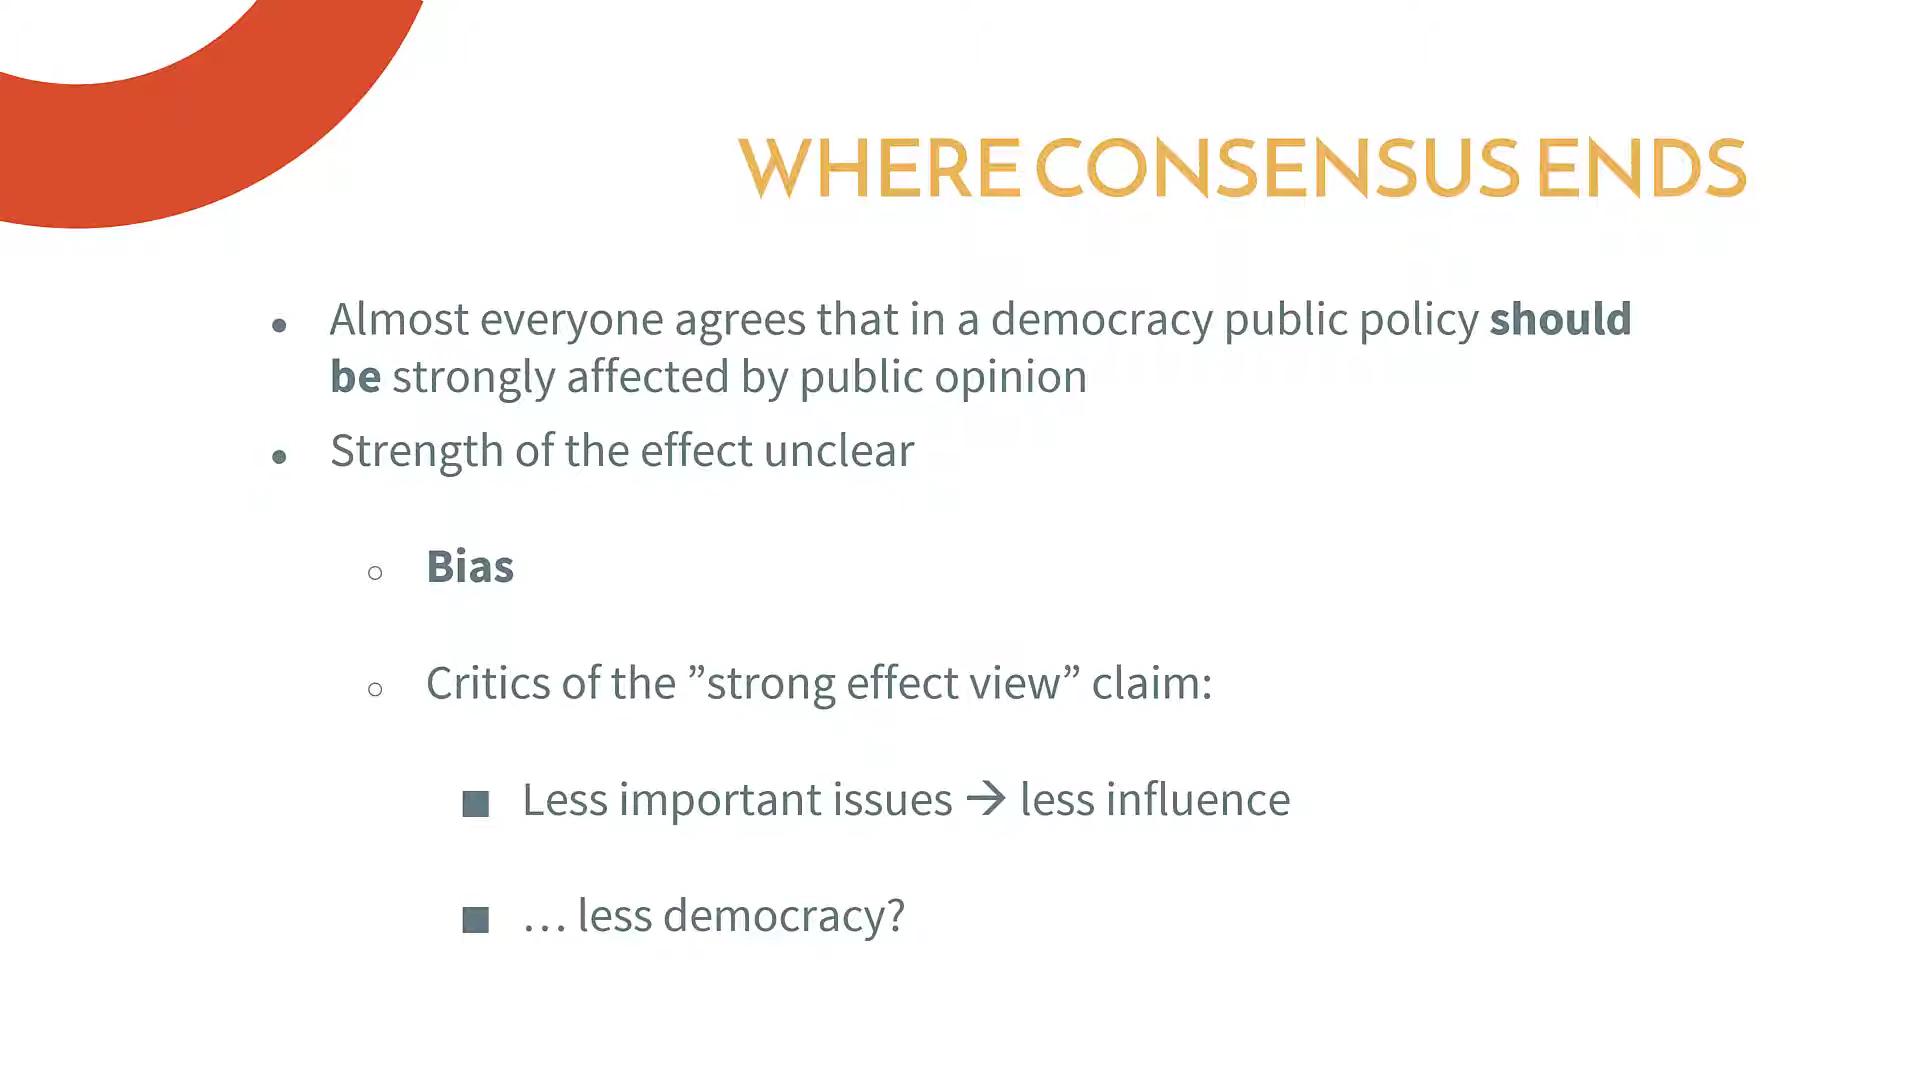 WHERE CONSENSUS ENDS
• Almost everyone agrees that in a democracy public policy should
be strongly affected by public opinion
• Strength of the effect unclear
○ Bias
○ Critics of the ”strong effect view” claim:
■ Less important issues → less influence
■ … less democracy?